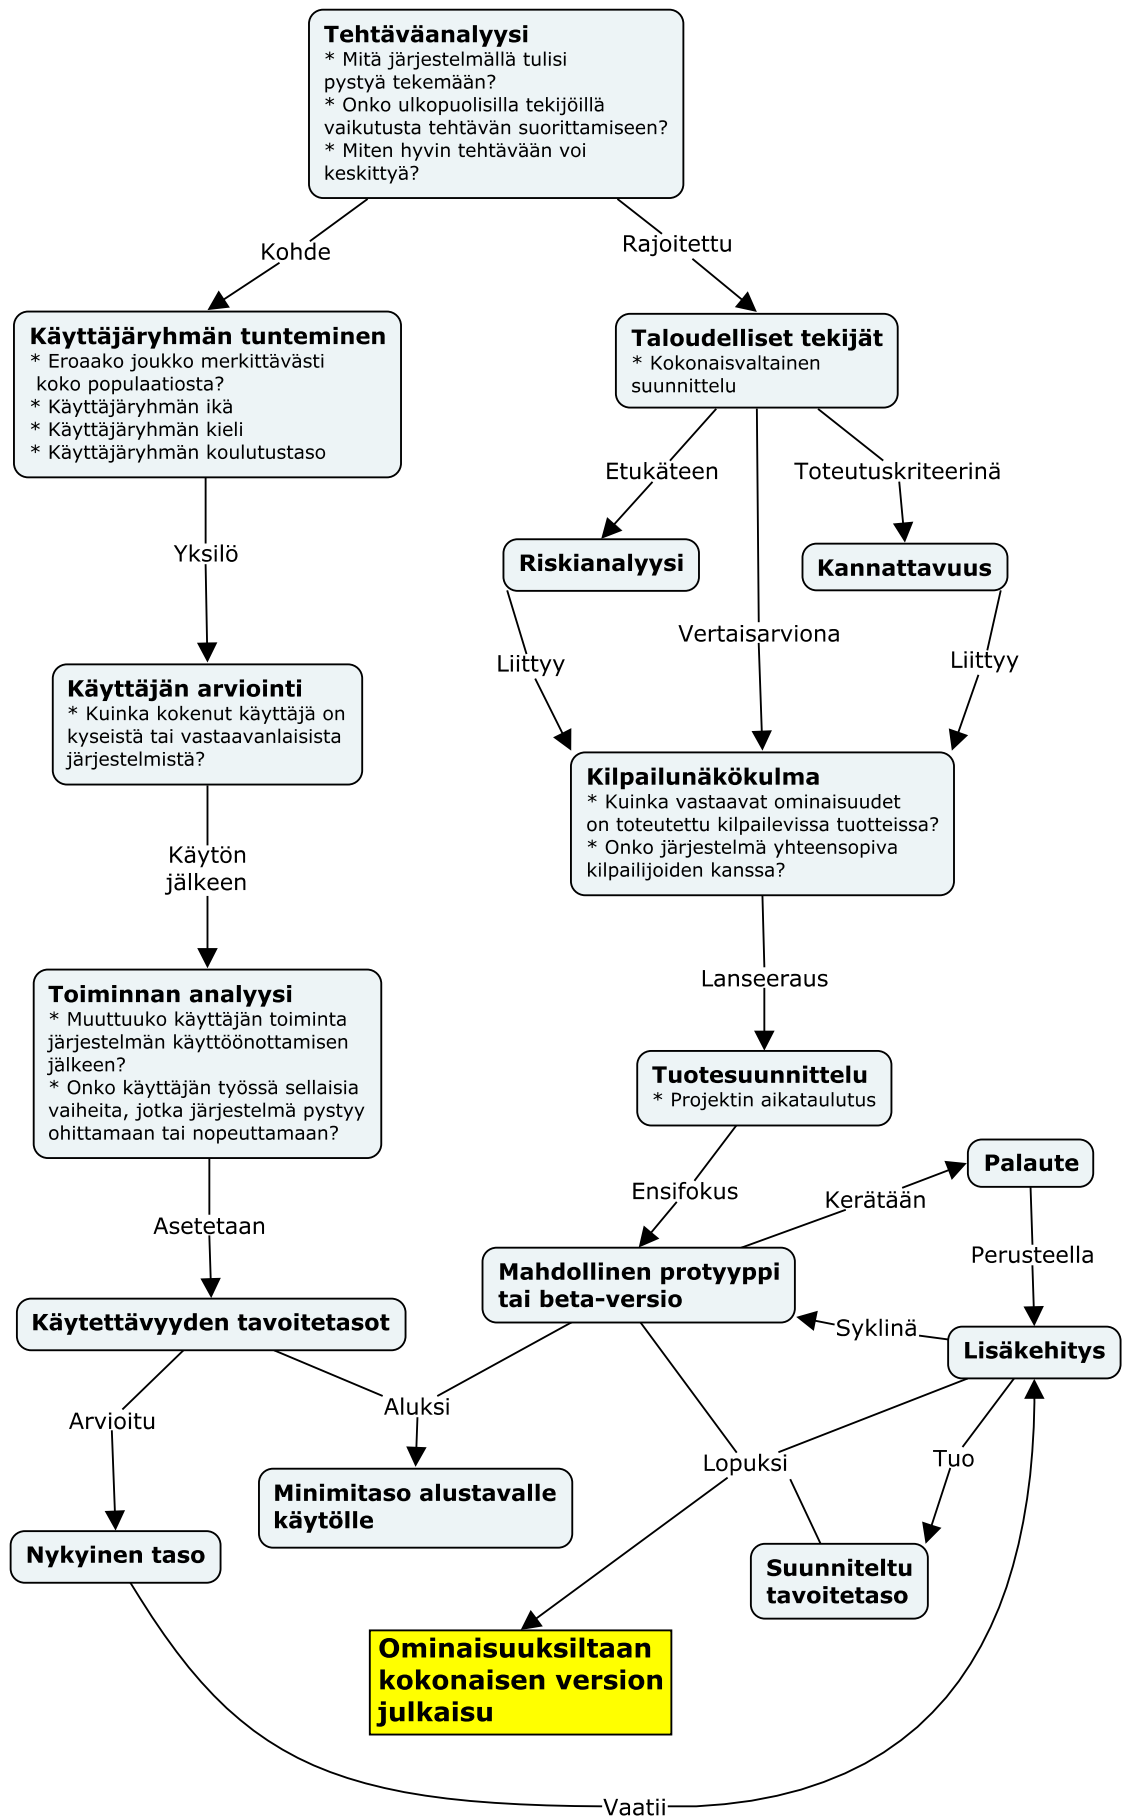 Tehtäväanalyysi
* Mitä järjestelmällä tulisi
pystyä tekemään?
* Onko ulkopuolisilla tekijöillä
vaikutusta tehtävän suorittamiseen?
* Miten hyvin tehtävään voi
keskittyä?
Kohde
Rajoitettu
Käyttäjäryhmän tunteminen
* Eroaako joukko merkittävästi
koko populaatiosta?
* Käyttäjäryhmän ikä
* Käyttäjäryhmän kieli
* Käyttäjäryhmän koulutustaso
Taloudelliset tekijät
* Kokonaisvaltainen
suunnittelu
Etukäteen
Toteutuskriteerinä
Yksilö
Riskianalyysi
Kannattavuus
Vertaisarviona
Liittyy
Liittyy
Käyttäjän arviointi
* Kuinka kokenut käyttäjä on
kyseistä tai vastaavanlaisista
järjestelmistä?
Kilpailunäkökulma
* Kuinka vastaavat ominaisuudet
on toteutettu kilpailevissa tuotteissa?
* Onko järjestelmä yhteensopiva
kilpailijoiden kanssa?
Käytön
jälkeen
Lanseeraus
Toiminnan analyysi
* Muuttuuko käyttäjän toiminta
järjestelmän käyttöönottamisen
jälkeen?
* Onko käyttäjän työssä sellaisia
vaiheita, jotka järjestelmä pystyy
ohittamaan tai nopeuttamaan?
Tuotesuunnittelu
* Projektin aikataulutus
Ensifokus
Kerätään
Palaute
Asetetaan
Perusteella
Mahdollinen protyyppi
tai beta-versio
Syklinä
Käytettävyyden tavoitetasot
Lisäkehitys
Arvioitu
Aluksi
Lopuksi
Tuo
Minimitaso alustavalle
käytölle
Nykyinen taso
Suunniteltu
tavoitetaso
Ominaisuuksiltaan
kokonaisen version
julkaisu
Vaatii